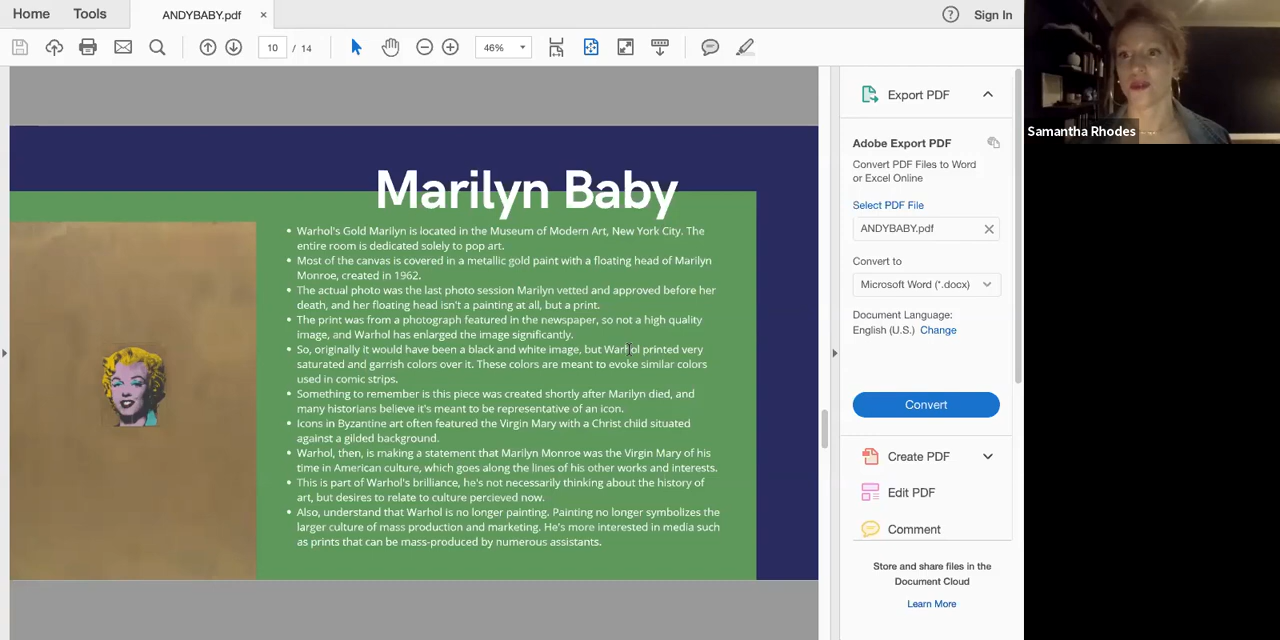 Home Tools ANDYBABY.pdf × Sign In
10 / 14 46%
Marilyn Baby
• Warhol's Gold Marilyn is located in the Museum of Modern Art, New York City. The
entire room is dedicated solely to pop art.
• Most of the canvas is covered in a metallic gold paint with a floating head of Marilyn
Monroe, created in 1962.
• The actual photo was the last photo session Marilyn vetted and approved before her
death, and her floating head isn't a painting at all, but a print.
• The print was from a photograph featured in the newspaper, so not a high quality
image, and Warhol has enlarged the image significantly.
• So, originally it would have been a black and white image, but Warhol printed very
saturated and garrish colors over it. These colors are meant to evoke similar colors
used in comic strips.
• Something to remember is this piece was created shortly after Marilyn died, and
many historians believe it's meant to be representative of an icon.
• Icons in Byzantine art often featured the Virgin Mary with a Christ child situated
against a gilded background.
• Warhol, then, is making a statement that Marilyn Monroe was the Virgin Mary of his
time in American culture, which goes along the lines of his other works and interests.
• This is part of Warhol's brilliance, he's not necessarily thinking about the history of
art, but desires to relate to culture percieved now.
• Also, understand that Warhol is no longer painting. Painting no longer symbolizes the
larger culture of mass production and marketing. He's more interested in media such
as prints that can be mass-produced by numerous assistants.
Export PDF
Adobe Export PDF
Convert PDF Files to Word
or Excel Online
Select PDF File
ANDYBABY.pdf
Convert to
Microsoft Word (*.docx)
Document Language:
English (U.S.) Change
Convert
Create PDF
Edit PDF
Comment
Store and share files in the
Document Cloud
Learn More
Samantha Rhodes